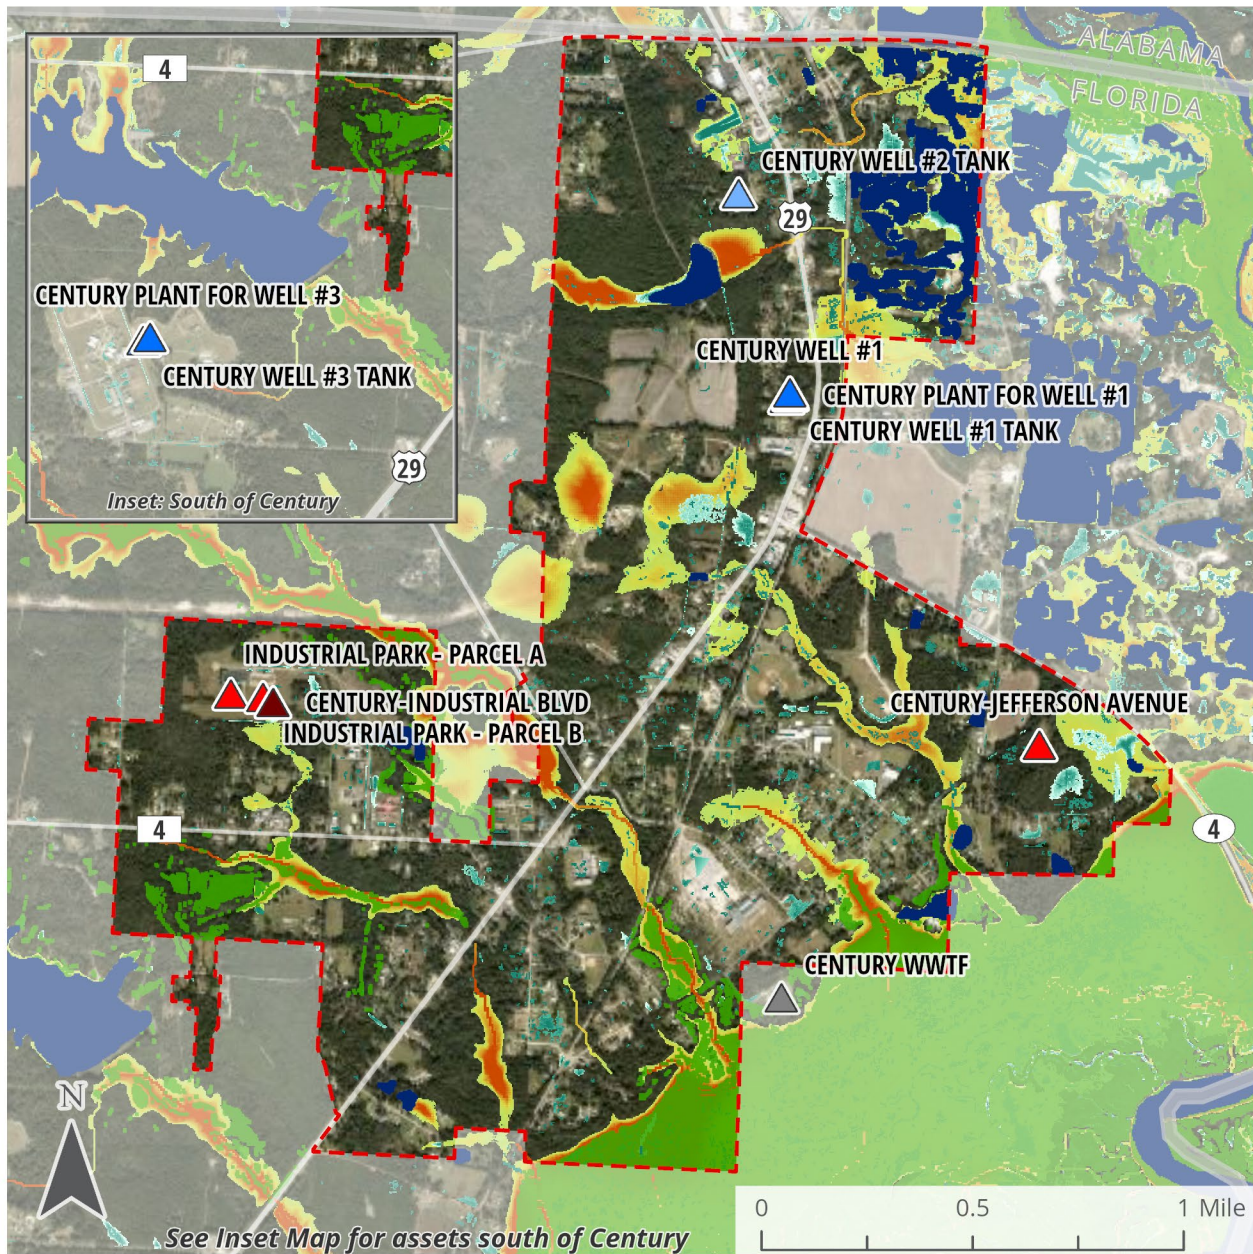 ALABAMA
FLORIDA
4
CENTURY WELL #2 TANK
29
CENTURY PLANT FOR WELL #3
CENTURY WELL #3 TANK
29
Inset: South of Century
CENTURY WELL #1
CENTURY PLANT FOR WELL #1
CENTURY WELL #1 TANK
INDUSTRIAL PARK - PARCEL A
CENTURY-INDUSTRIAL BLVD
INDUSTRIAL PARK - PARCEL B
CENTURY-JEFFERSON AVENUE
4
4
CENTURY WWTF
N
See Inset Map for assets south of Century
0 0.5 1 Mile